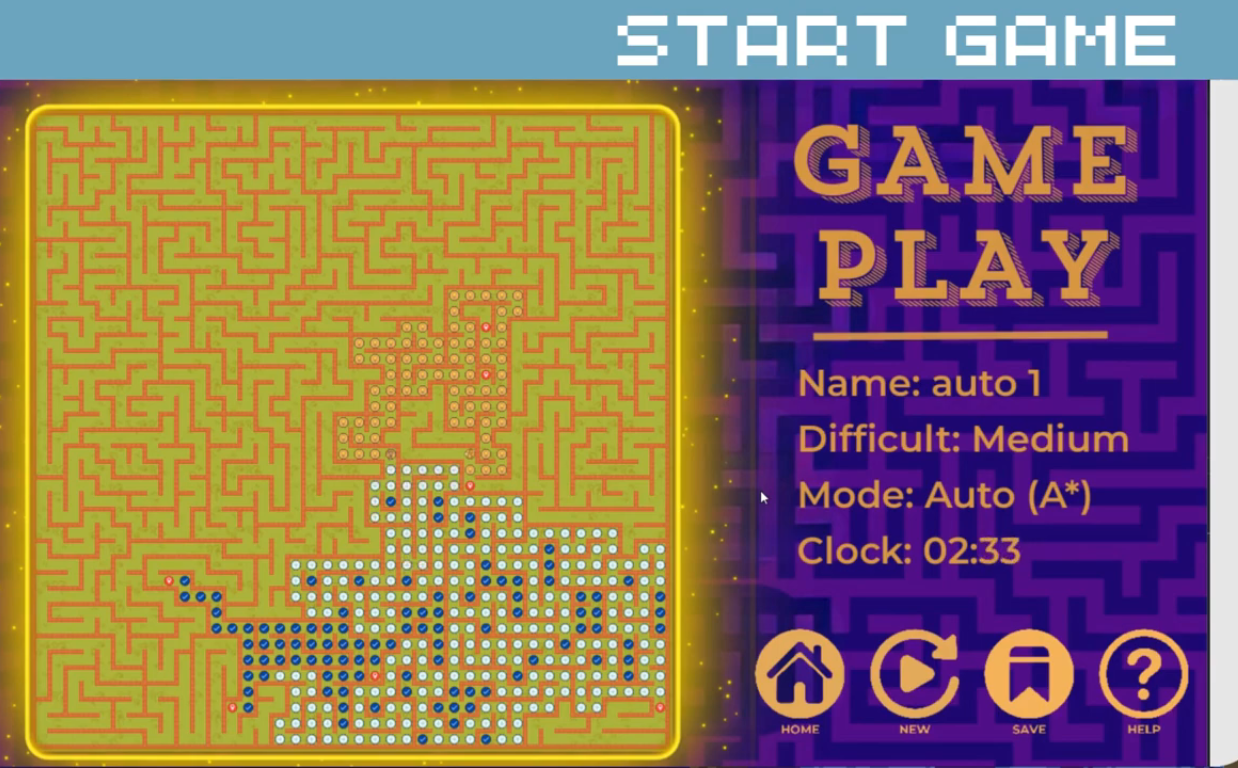 START GAME
GAME
PLAY
Name: auto 1
Difficult: Medium
Mode: Auto (A*)
Clock: 02:33
HOME
NEW
SAVE
?
HELP